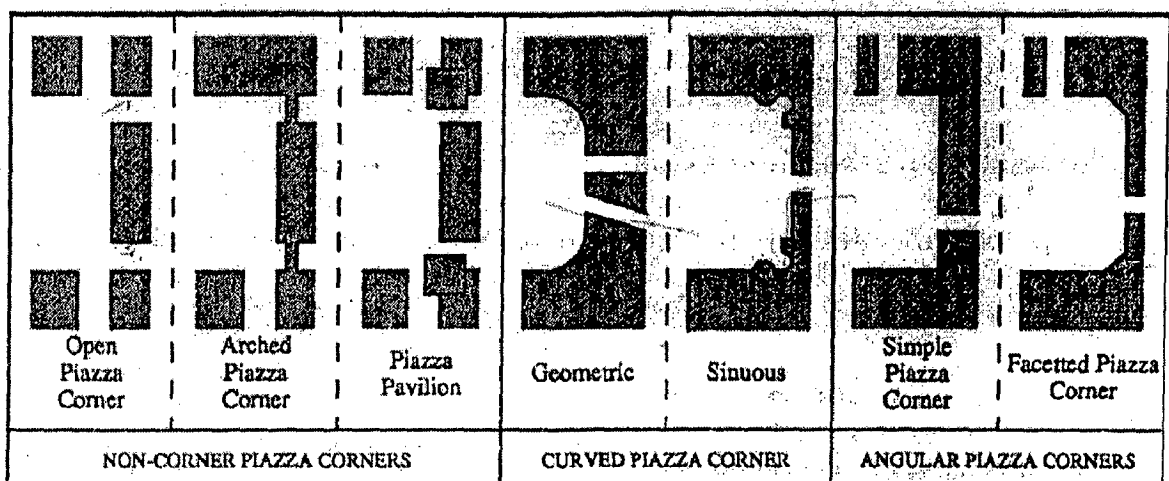 Open
Piazza
Corner
Arched
Piazza
Corner
Piazza
Pavilion
Geometric
Sinuous
Simple
Piazza
Corner
Facetted Piazza
Corner
NON-CORNER PIAZZA CORNERS
CURVED PIAZZA CORNER
ANGULAR PIAZZA CORNERS